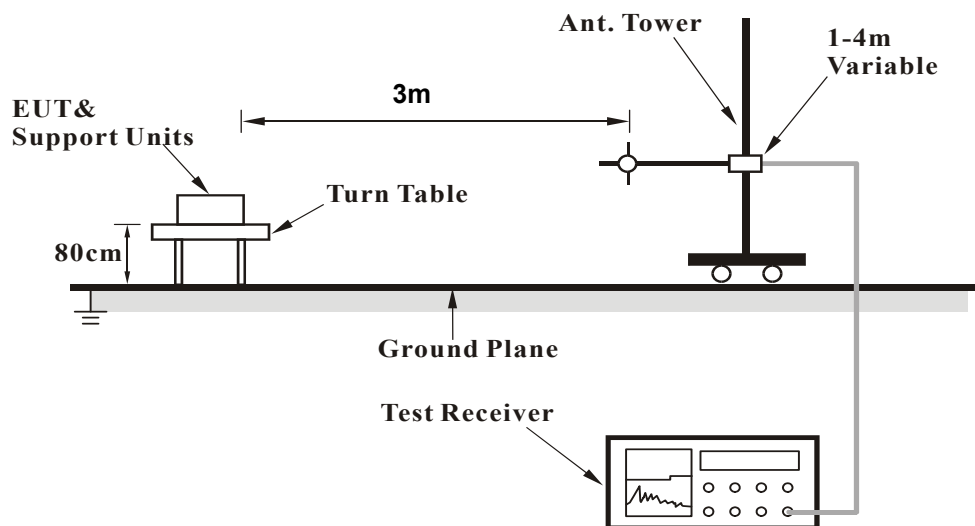 Ant. Tower
1-4m
Variable
3m
EUT&
Support Units
Turn Table
80cm
Ground Plane
Test Receiver